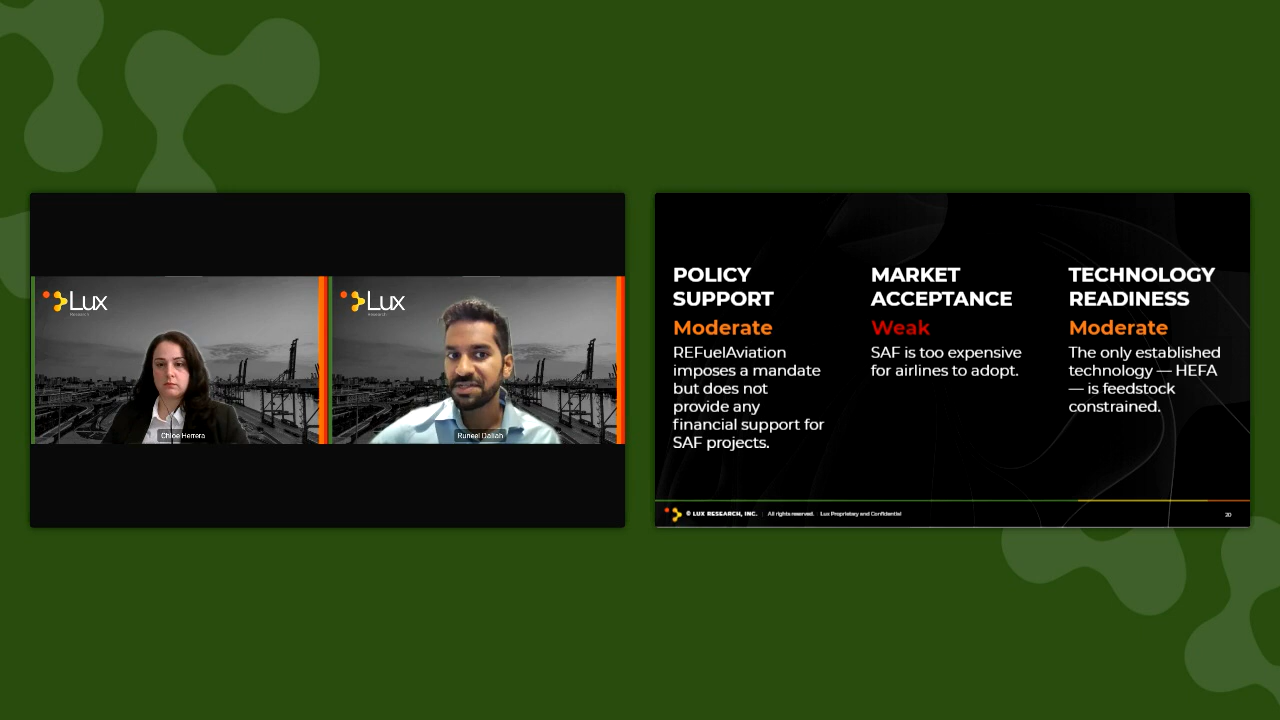 Lux
Research
Chloe Herrera
Lux
Research
Runeel Daliah
POLICY
SUPPORT
Moderate
REFuelAviation
imposes a mandate
but does not
provide any
financial support for
SAF projects.
MARKET
ACCEPTANCE
Weak
SAF is too expensive
for airlines to adopt.
TECHNOLOGY
READINESS
Moderate
The only established
technology — HEFA
— is feedstock
constrained.
© LUX RESEARCH, INC. | All rights reserved. Lux Proprietary and Confidential
20